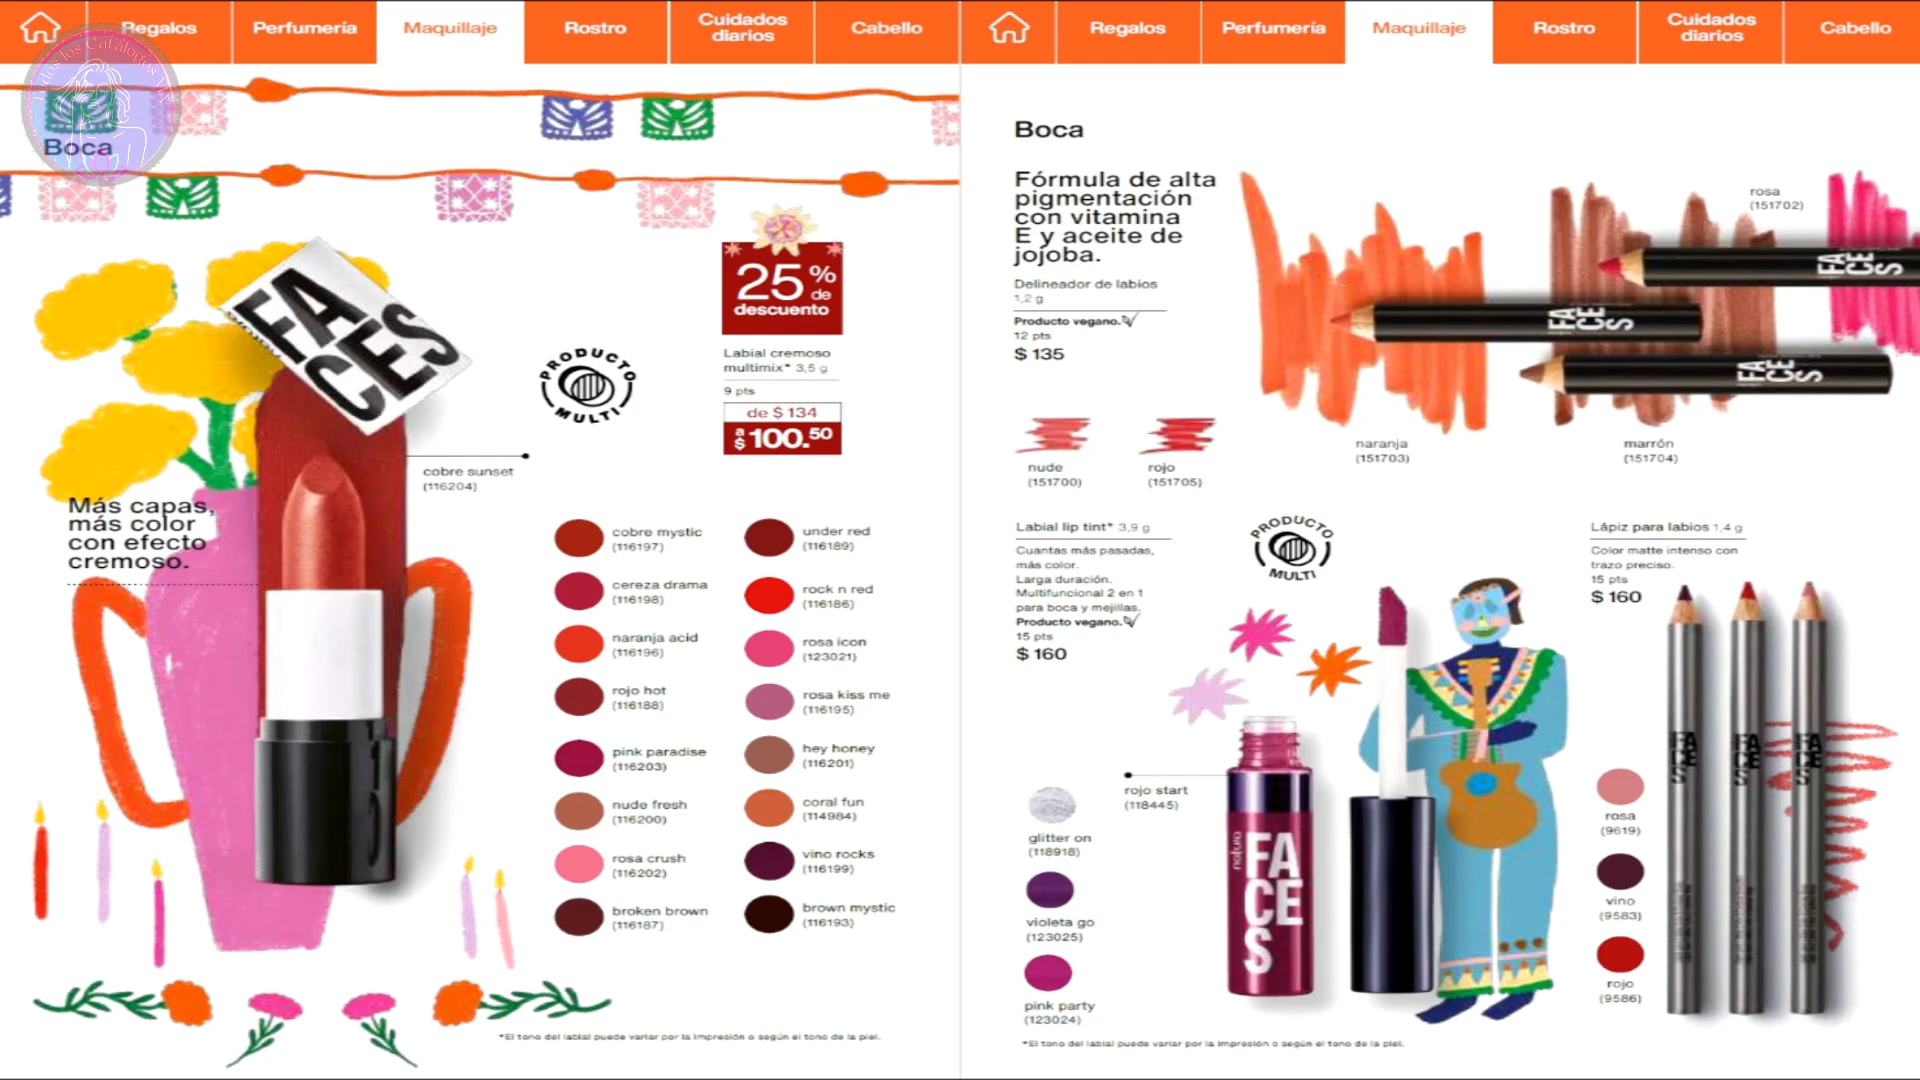 Regalos
Perfumería
Maquillaje
Rostro
Cuidados
diarios
Cabello
Boca
25%
de
descuento
Labial cremoso
multimix* 3,5 g
9 pts
de $ 134
a
$ 100.50
PRODUCTO
MULTI
FACES
cobre sunset
(116204)
Más capas,
más color
con efecto
cremoso.
cobre mystic
(116197)
cereza drama
(116198)
naranja acid
(116196)
rojo hot
(116188)
pink paradise
(116203)
nude fresh
(116200)
rosa crush
(116202)
broken brown
(116187)
under red
(116189)
rock n red
(116186)
rosa icon
(123021)
rosa kiss me
(116195)
hey honey
(116201)
coral fun
(114984)
vino rocks
(116199)
brown mystic
(116193)
*El tono del labial puede variar por la impresión o según el tono de la piel.
Regalos
Perfumería
Maquillaje
Rostro
Cuidados
diarios
Cabello
Boca
Fórmula de alta
pigmentación
con vitamina
E y aceite de
jojoba.
Delineador de labios
1,2 g
Producto vegano.
12 pts
$ 135
nude
(151700)
rojo
(151705)
rosa
(151702)
FACES
FACES
FACES
naranja
(151703)
marrón
(151704)
Labial lip tint* 3,9 g
Cuantas más pasadas,
más color.
Larga duración.
Multifuncional 2 en 1
para boca y mejillas.
Producto vegano.
15 pts
$ 160
PRODUCTO
MULTI
rojo start
(118445)
glitter on
(118918)
violeta go
(123025)
pink party
(123024)
natura
FA
CE
S
Lápiz para labios 1,4 g
Color matte intenso con
trazo preciso.
15 pts
$ 160
FACES
FACES
FACES
rosa
(9619)
vino
(9583)
rojo
(9586)
*El tono del labial puede variar por la impresión o según el tono de la piel.